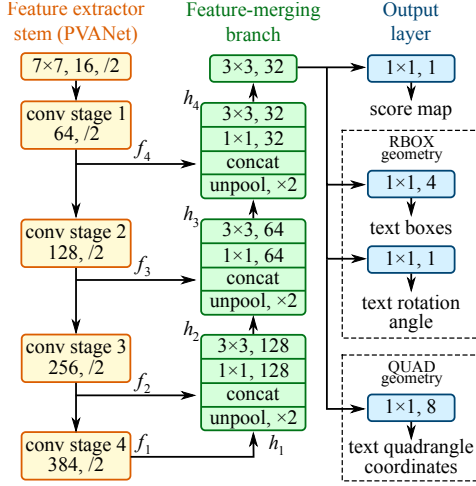 Feature extractor
stem (PVANet)
7×7, 16, /2
conv stage 1
64, /2
f4
conv stage 2
128, /2
f3
conv stage 3
256, /2
f2
conv stage 4
384, /2
f1
Feature-merging
branch
3×3, 32
h4
3×3, 32
1×1, 32
concat
unpool, ×2
h3
3×3, 64
1×1, 64
concat
unpool, ×2
h2
3×3, 128
1×1, 128
concat
unpool, ×2
h1
Output
layer
1×1, 1
score map
RBOX
geometry
1×1, 4
text boxes
1×1, 1
text rotation
angle
QUAD
geometry
1×1, 8
text quadrangle
coordinates